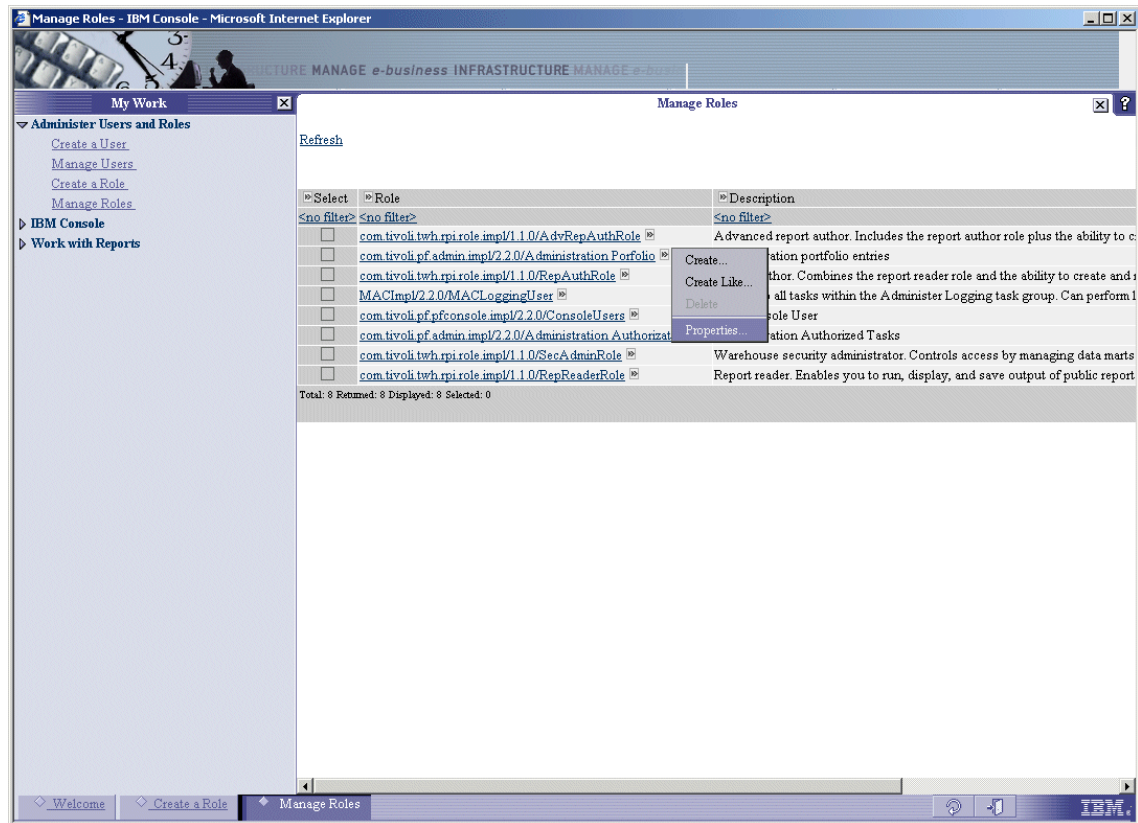 Manage Roles - IBM Console - Microsoft Internet Explorer
3
4
5
6
UCTURE MANAGE e-business INFRASTRUCTURE MANAGE e-busin
My Work
Manage Roles
?
Administer Users and Roles
Create a User
Manage Users
Create a Role
Manage Roles
IBM Console
Work with Reports
Refresh
Select Role Description
<no filter> <no filter> <no filter>
com.tivoli.twh.rpi.role.impl/1.1.0/AdvRepAuthRole Advanced report author. Includes the report author role plus the ability to c
com.tivoli.pf.admin.impl/2.2.0/Administration Porfolio ation portfolio entries
com.tivoli.twh.rpi.role.impl/1.1.0/RepAuthRole thor. Combines the report reader role and the ability to create and
MACImpl/2.2.0/MACLoggingUser all tasks within the Administer Logging task group. Can perform
com.tivoli.pf.pfconsole.impl/2.2.0/ConsoleUsers sole User
com.tivoli.pf.admin.impl/2.2.0/Administration Authorizat ation Authorized Tasks
com.tivoli.twh.rpi.role.impl/1.1.0/SecAdminRole Warehouse security administrator. Controls access by managing data marts
com.tivoli.twh.rpi.role.impl/1.1.0/RepReaderRole Report reader. Enables you to run, display, and save output of public report
Create...
Create Like...
Delete
Properties...
Total: 8 Returned: 8 Displayed: 8 Selected: 0
Welcome
Create a Role
Manage Roles
IBM.